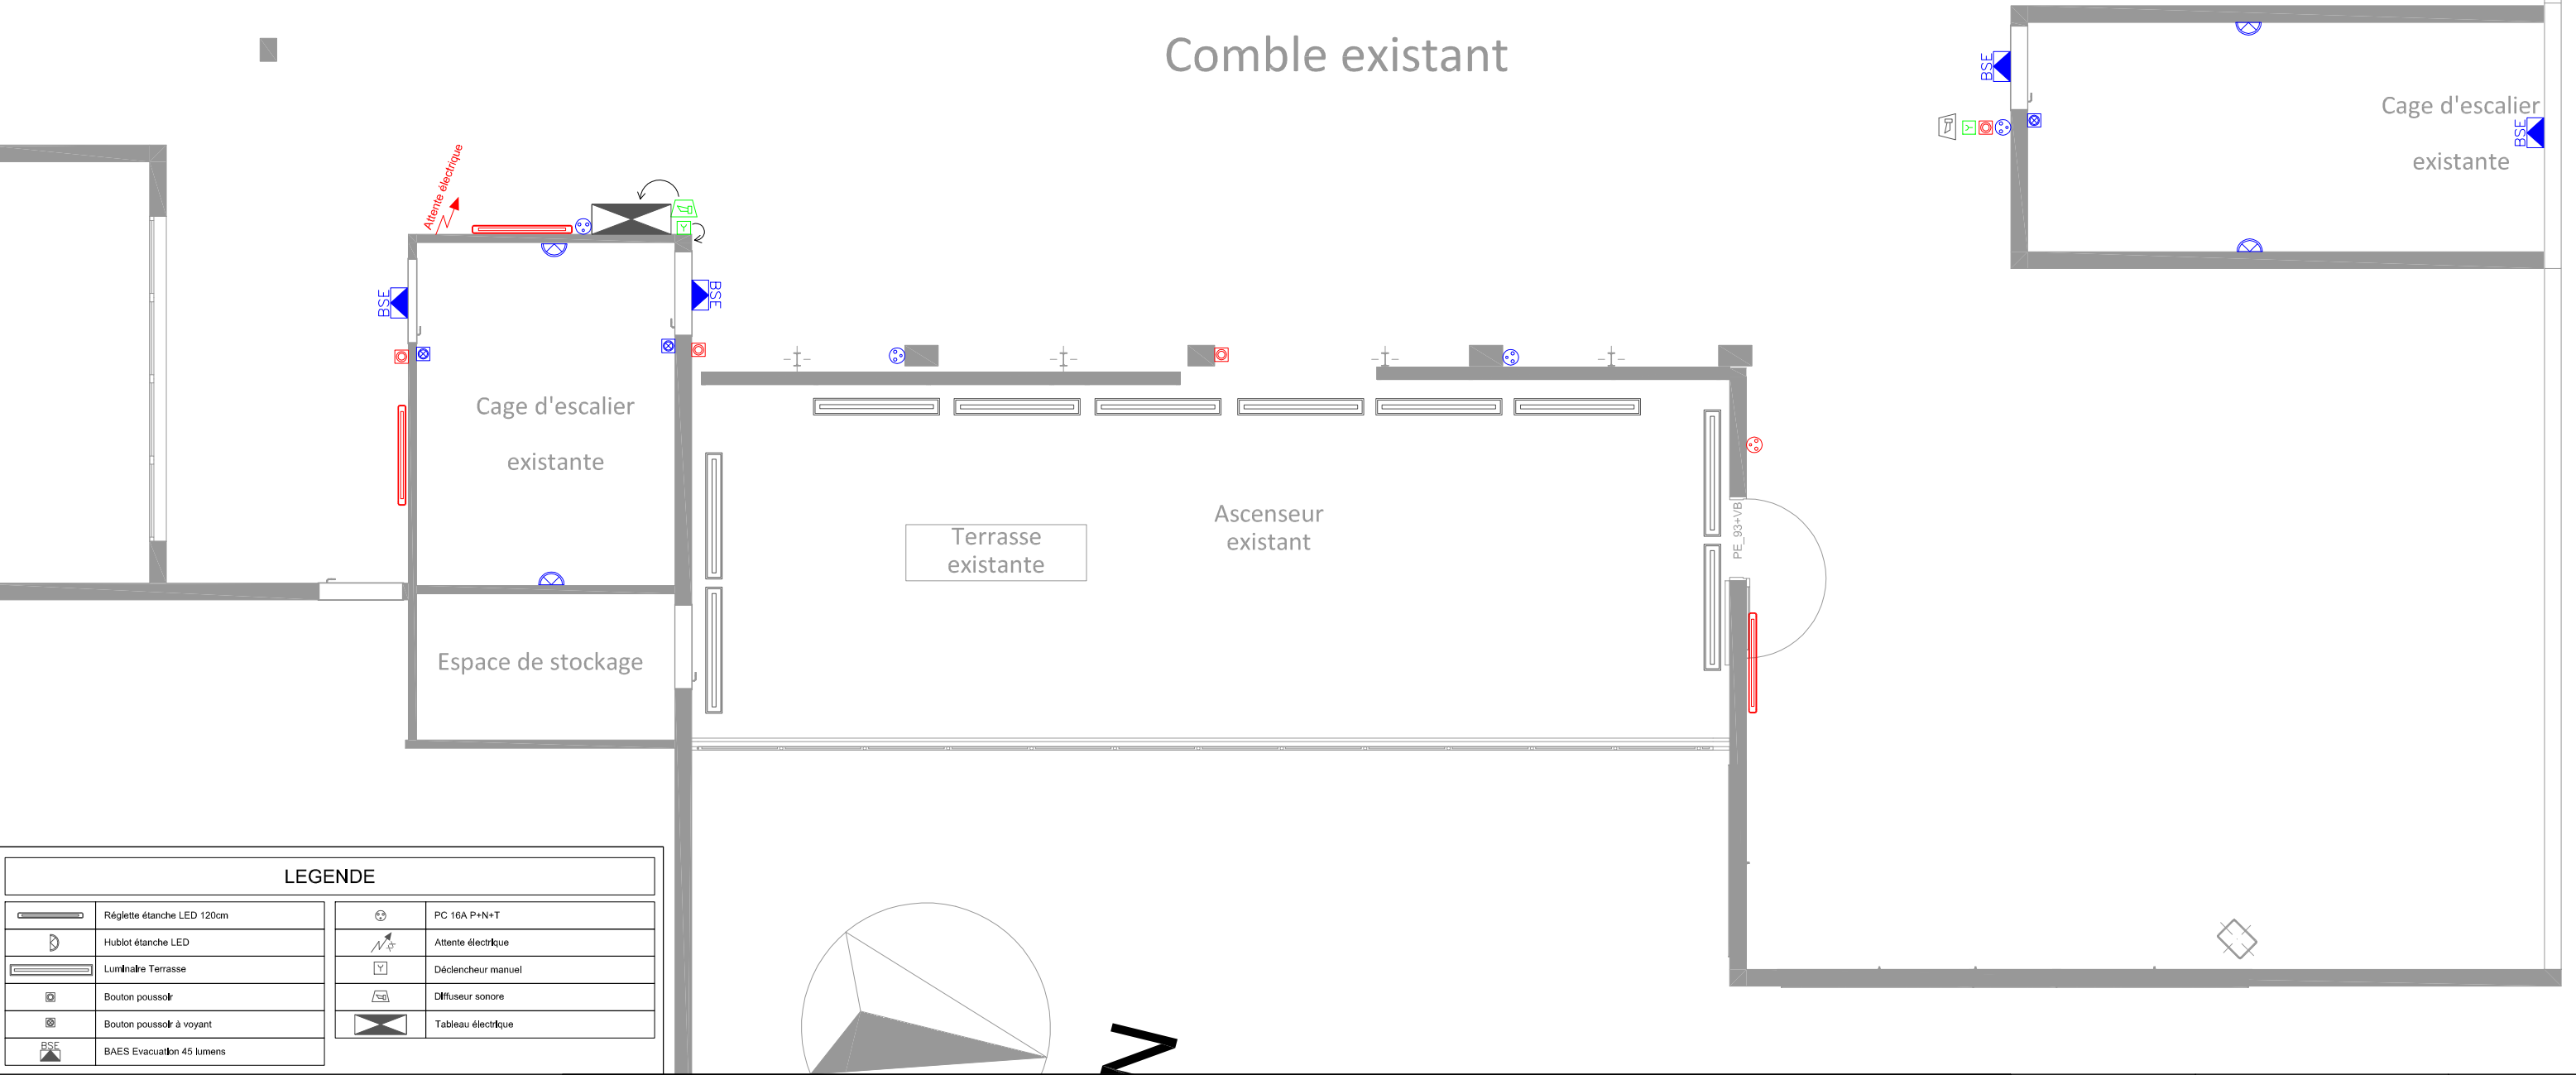 Comble existant
BSE
Cage d'escalier
BSE
existante
Attente électrique
BSE
BSE
Cage d'escalier
existante
Ascenseur
existant
Terrasse
existante
PE_93+VB
Espace de stockage
LEGENDE
Réglette étanche LED 120cm
PC 16A P+N+T
Hublot étanche LED
Attente électrique
Luminaire Terrasse
Déclencheur manuel
Bouton poussoir
Diffuseur sonore
Bouton poussoir à voyant
Tableau électrique
BSE
BAES Evacuation 45 lumens